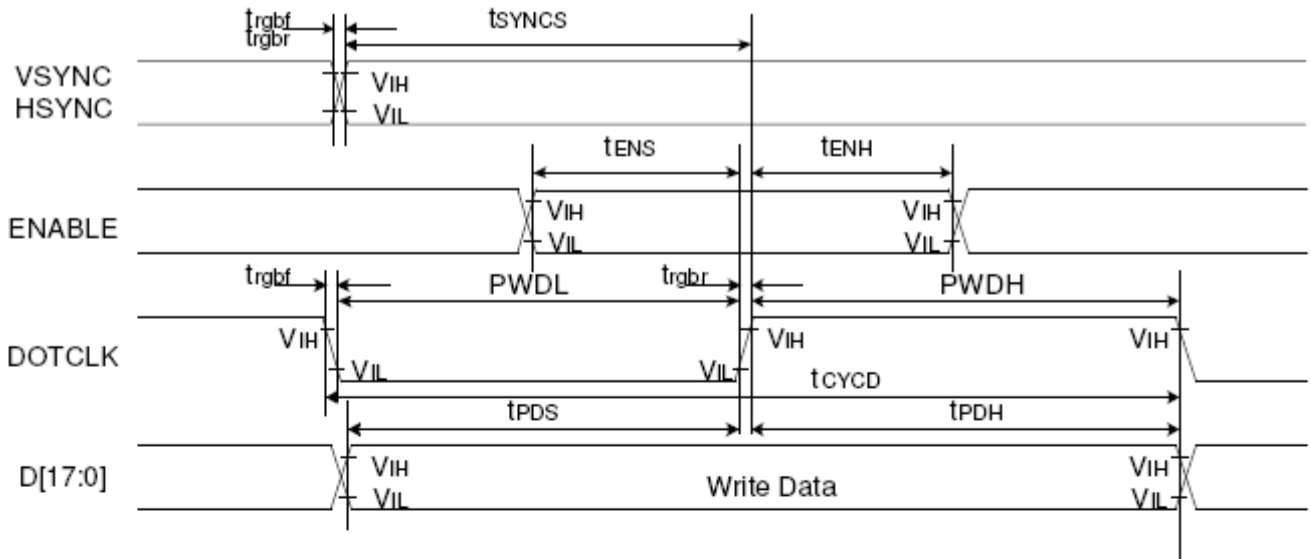 trgbf tSYNCS
trgbr
VSYNC VIH
HSYNC VIL
tENS tENH
ENABLE VIH VIH
VIL VIL
trgbf PWDL trgbr PWDH
DOTCLK VIH VIH VIH
VIL VIL
tCYCD
tPDS tPDH
D[17:0] VIH Write Data VIH
VIL VIL